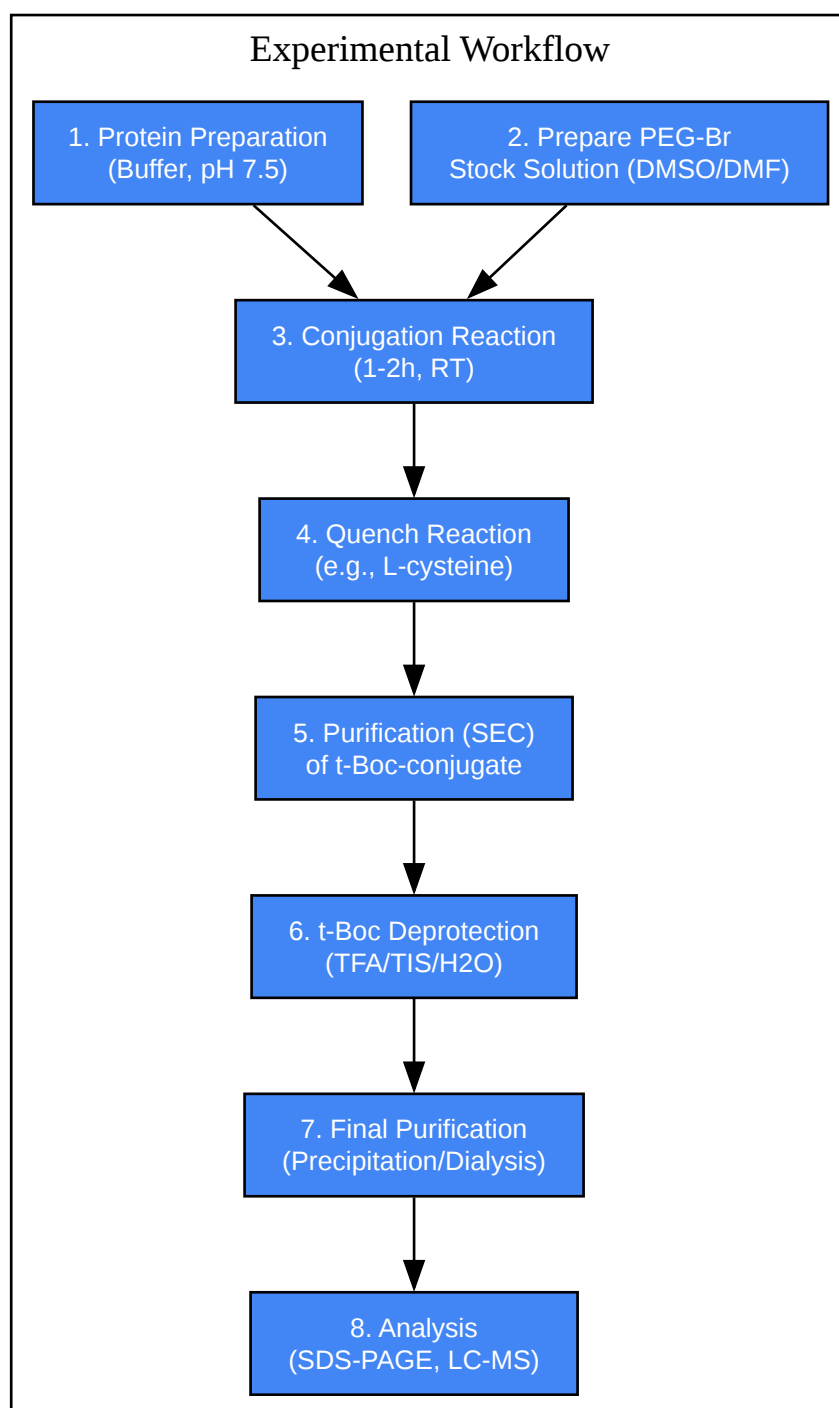 Experimental Workflow
1. Protein Preparation
(Buffer, pH 7.5)
2. Prepare PEG-Br
Stock Solution (DMSO/DMF)
3. Conjugation Reaction
(1-2h, RT)
4. Quench Reaction
(e.g., L-cysteine)
5. Purification (SEC)
of t-Boc-conjugate
6. t-Boc Deprotection
(TFA/TIS/H2O)
7. Final Purification
(Precipitation/Dialysis)
8. Analysis
(SDS-PAGE, LC-MS)